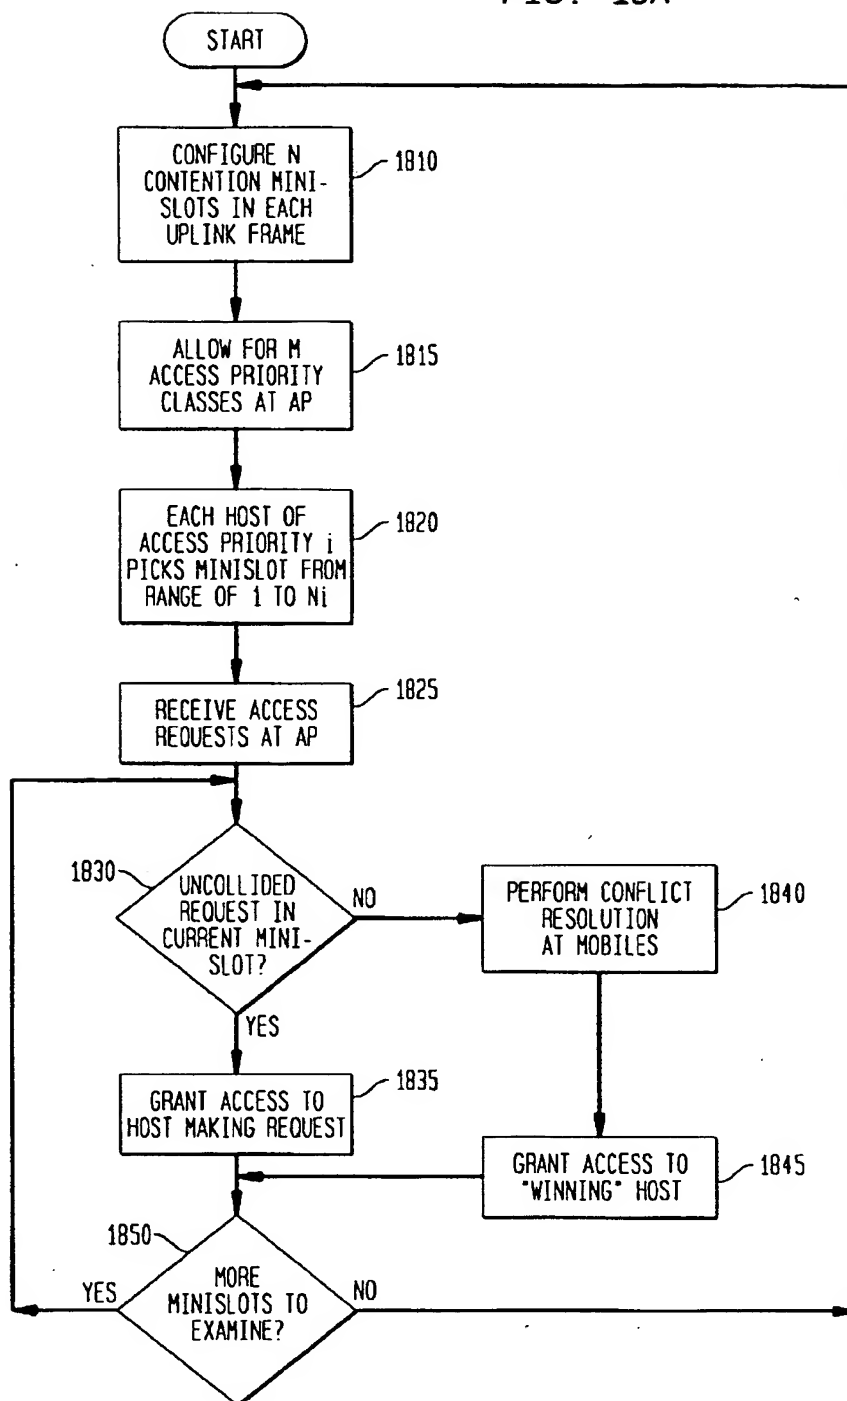 START
CONFIGURE N
CONTENTION MINI-
SLOTS IN EACH
UPLINK FRAME
1810
ALLOW FOR M
ACCESS PRIORITY
CLASSES AT AP
1815
EACH HOST OF
ACCESS PRIORITY i
PICKS MINISLOT FROM
RANGE OF 1 TO Ni
1820
RECEIVE ACCESS
REQUESTS AT AP
1825
1830
UNCOLLIDED
REQUEST IN
CURRENT MINI-
SLOT?
NO
YES
PERFORM CONFLICT
RESOLUTION
AT MOBILES
1840
GRANT ACCESS TO
HOST MAKING REQUEST
1835
GRANT ACCESS TO
"WINNING" HOST
1845
1850
MORE
MINISLOTS TO
EXAMINE?
YES
NO